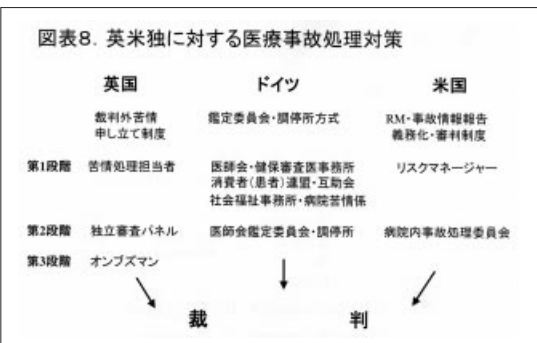 図表8. 英米独に対する医療事故処理対策
英国 ドイツ 米国
裁判外苦情 鑑定委員会・調停所方式 RM・事故情報報告
申し立て制度 義務化・審判制度
第1段階 苦情処理担当者 医師会・健保審査医事務所 リスクマネージャー
消費者(患者)連盟・互助会
社会福祉事務所・病院苦情係
第2段階 独立審査パネル 医師会鑑定委員会・調停所 病院内事故処理委員会
第3段階 オンブズマン
裁 判